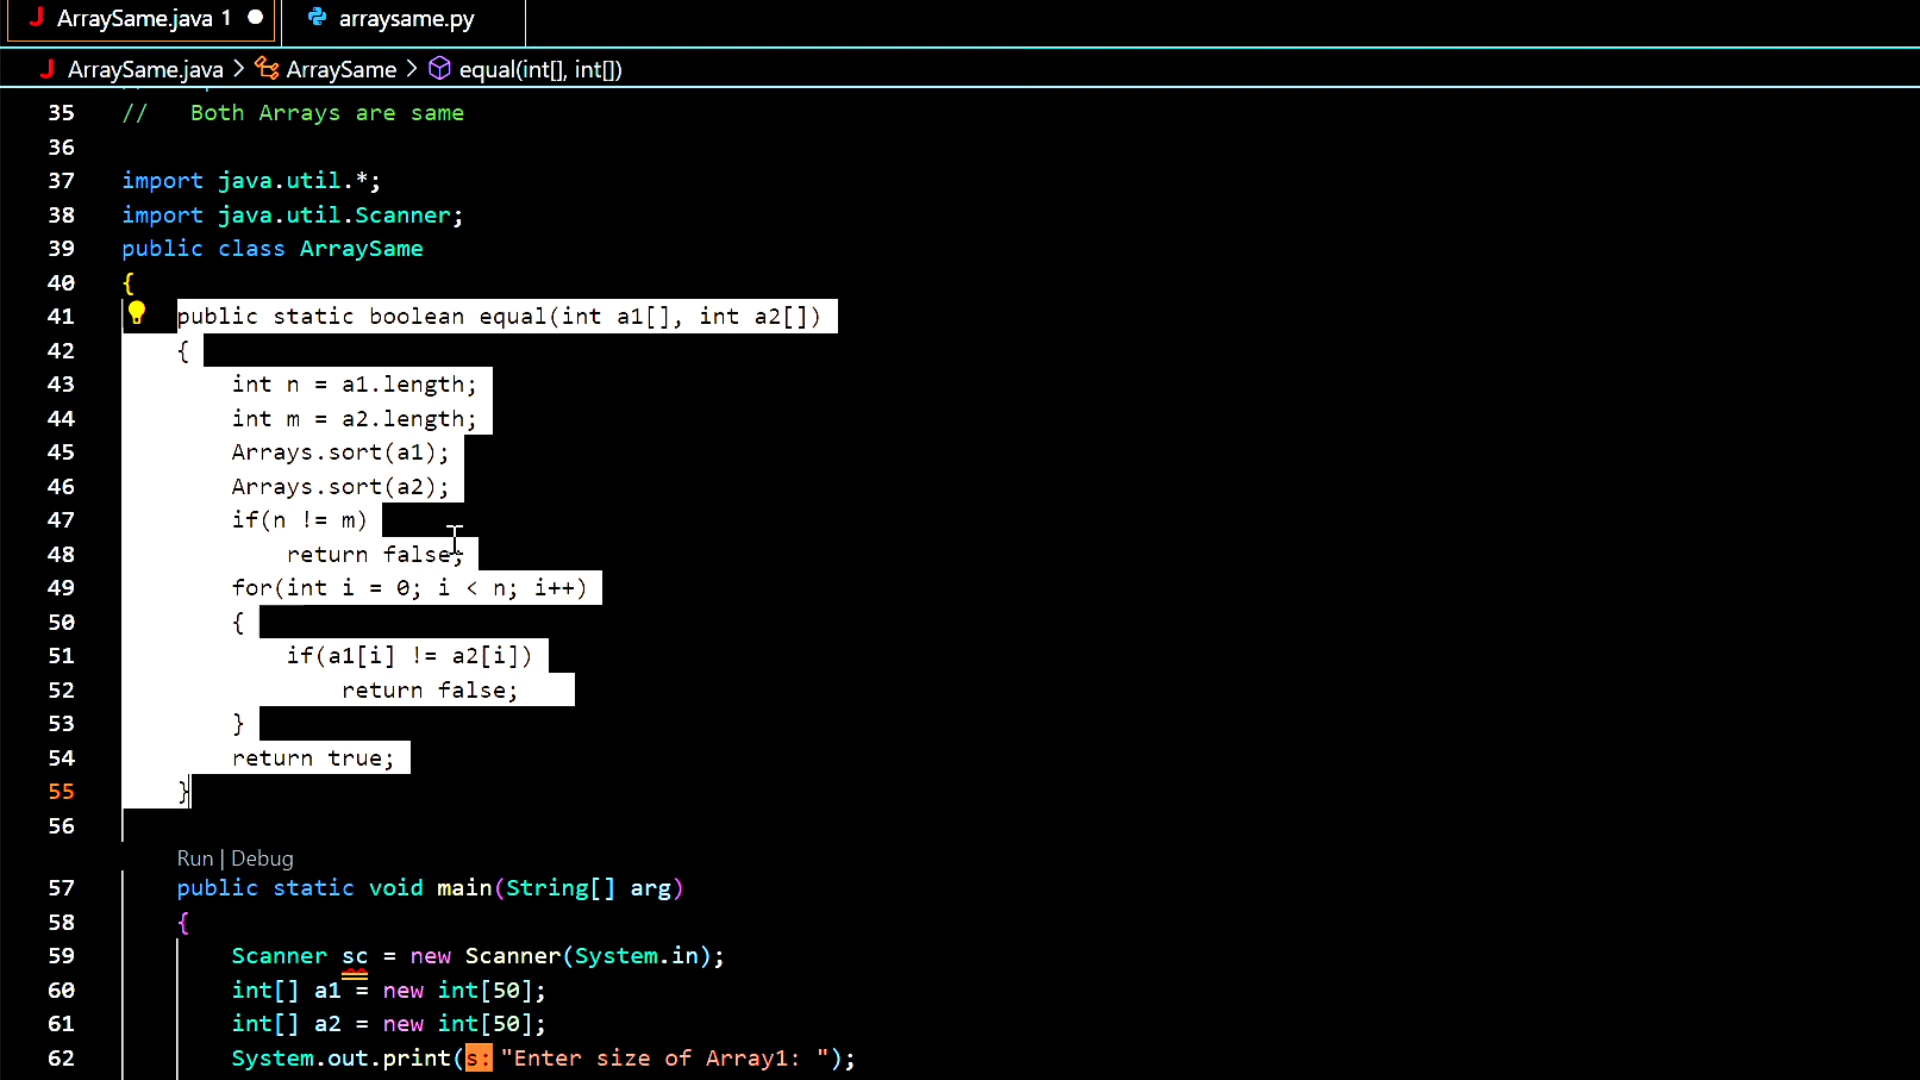 ArraySame.java 1
arraysame.py
ArraySame.java > ArraySame > equal(int[], int[])
35 // Both Arrays are same
36
37 import java.util.*;
38 import java.util.Scanner;
39 public class ArraySame
40 {
41 public static boolean equal(int a1[], int a2[])
42 {
43 int n = a1.length;
44 int m = a2.length;
45 Arrays.sort(a1);
46 Arrays.sort(a2);
47 if(n != m)
48 return false;
49 for(int i = 0; i < n; i++)
50 {
51 if(a1[i] != a2[i])
52 return false;
53 }
54 return true;
55 }
56
Run | Debug
57 public static void main(String[] arg)
58 {
59 Scanner sc = new Scanner(System.in);
60 int[] a1 = new int[50];
61 int[] a2 = new int[50];
62 System.out.print(s: "Enter size of Array1: ");